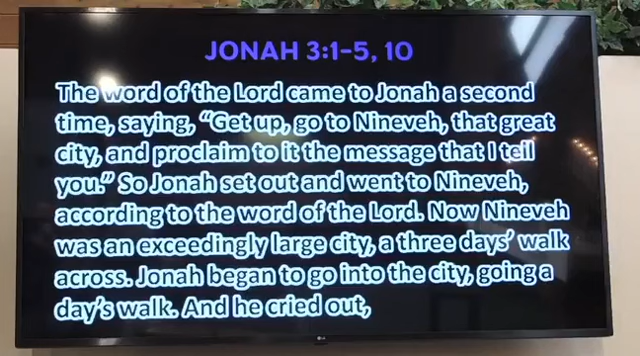 JONAH 3:1-5, 10
The word of the Lord came to Jonah a second
time, saying, “Get up, go to Nineveh, that great
city, and proclaim to it the message that I tell
you.” So Jonah set out and went to Nineveh,
according to the word of the Lord. Now Nineveh
was an exceedingly large city, a three days’ walk
across. Jonah began to go into the city, going a
day’s walk. And he cried out,
LG